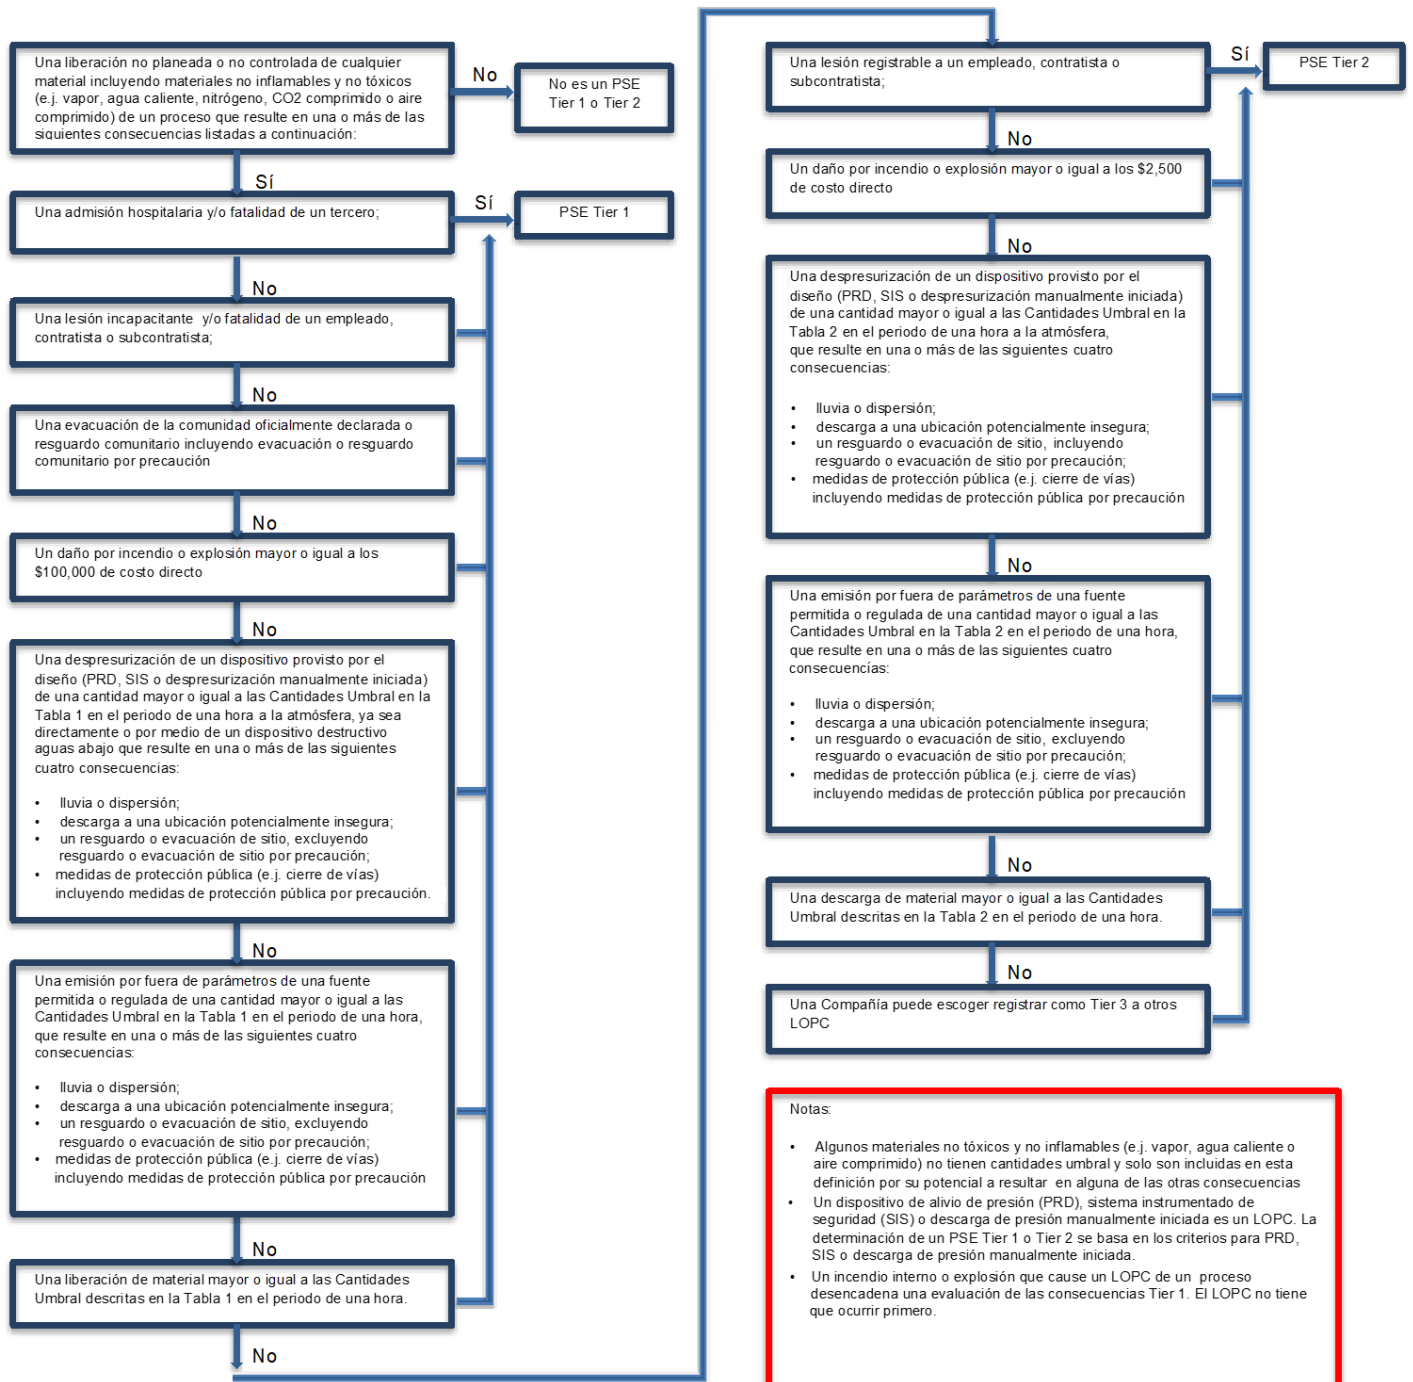 Una liberación no planeada o no controlada de cualquier
material incluyendo materiales no inflamables y no tóxicos
(e.j. vapor, agua caliente, nitrógeno, CO2 comprimido o aire
comprimido) de un proceso que resulte en una o más de las
siguientes consecuencias listadas a continuación:
No
No es un PSE
Tier 1 o Tier 2
Sí
Una admisión hospitalaria y/o fatalidad de un tercero;
Sí
PSE Tier 1
No
Una lesión incapacitante y/o fatalidad de un empleado,
contratista o subcontratista;
No
Una evacuación de la comunidad oficialmente declarada o
resguardo comunitario incluyendo evacuación o resguardo
comunitario por precaución
No
Un daño por incendio o explosión mayor o igual a los
$100,000 de costo directo
No
Una despresurización de un dispositivo provisto por el
diseño (PRD, SIS o despresurización manualmente iniciada)
de una cantidad mayor o igual a las Cantidades Umbral en la
Tabla 1 en el periodo de una hora a la atmósfera, ya sea
directamente o por medio de un dispositivo destructivo
aguas abajo que resulte en una o más de las siguientes
cuatro consecuencias:
• lluvia o dispersión;
• descarga a una ubicación potencialmente insegura;
• un resguardo o evacuación de sitio, excluyendo
resguardo o evacuación de sitio por precaución;
• medidas de protección pública (e.j. cierre de vías)
incluyendo medidas de protección pública por precaución.
No
Una emisión por fuera de parámetros de una fuente
permitida o regulada de una cantidad mayor o igual a las
Cantidades Umbral en la Tabla 1 en el periodo de una hora,
que resulte en una o más de las siguientes cuatro
consecuencias:
• lluvia o dispersión;
• descarga a una ubicación potencialmente insegura;
• un resguardo o evacuación de sitio, excluyendo
resguardo o evacuación de sitio por precaución;
• medidas de protección pública (e.j. cierre de vías)
incluyendo medidas de protección pública por precaución
No
Una liberación de material mayor o igual a las Cantidades
Umbral descritas en la Tabla 1 en el periodo de una hora.
No
Una lesión registrable a un empleado, contratista o
subcontratista;
Sí
PSE Tier 2
No
Un daño por incendio o explosión mayor o igual a los $2,500
de costo directo
No
Una despresurización de un dispositivo provisto por el
diseño (PRD, SIS o despresurización manualmente iniciada)
de una cantidad mayor o igual a las Cantidades Umbral en la
Tabla 2 en el periodo de una hora a la atmósfera,
que resulte en una o más de las siguientes cuatro
consecuencias:
• lluvia o dispersión;
• descarga a una ubicación potencialmente insegura;
• un resguardo o evacuación de sitio, incluyendo
resguardo o evacuación de sitio por precaución;
• medidas de protección pública (e.j. cierre de vías)
incluyendo medidas de protección pública por precaución
No
Una emisión por fuera de parámetros de una fuente
permitida o regulada de una cantidad mayor o igual a las
Cantidades Umbral en la Tabla 2 en el periodo de una hora,
que resulte en una o más de las siguientes cuatro
consecuencías:
• lluvia o dispersión;
• descarga a una ubicación potencialmente insegura;
• un resguardo o evacuación de sitio, excluyendo
resguardo o evacuación de sitio por precaución;
• medidas de protección pública (e.j. cierre de vías)
incluyendo medidas de protección pública por precaución
No
Una descarga de material mayor o igual a las Cantidades
Umbral descritas en la Tabla 2 en el periodo de una hora.
No
Una Compañía puede escoger registrar como Tier 3 a otros
LOPC
Notas:
• Algunos materiales no tóxicos y no inflamables (e.j. vapor, agua caliente o
aire comprimido) no tienen cantidades umbral y solo son incluidas en esta
definición por su potencial a resultar en alguna de las otras consecuencias
• Un dispositivo de alivio de presión (PRD), sistema instrumentado de
seguridad (SIS) o descarga de presión manualmente iniciada es un LOPC. La
determinación de un PSE Tier 1 o Tier 2 se basa en los criterios para PRD,
SIS o descarga de presión manualmente iniciada.
• Un incendio interno o explosión que cause un LOPC de un proceso
desencadena una evaluación de las consecuencias Tier 1. El LOPC no tiene
que ocurrir primero.